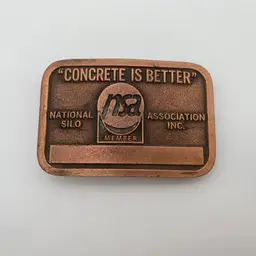 "CONCRETE IS BETTER"
nsa
NATIONAL SILO
ASSOCIATION INC.
MEMBER